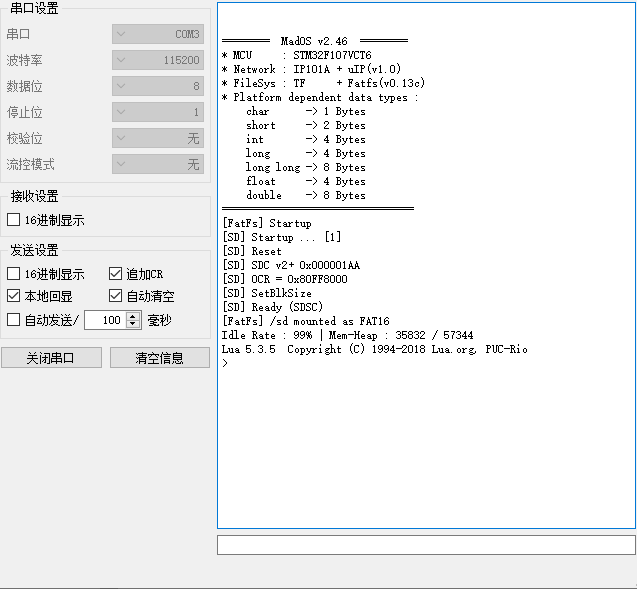 串口设置
串口 COM3
波特率 115200
数据位 8
停止位 1
校验位 无
流控模式 无
接收设置
16进制显示
发送设置
16进制显示 追加CR
本地回显 自动清空
自动发送/ 100 毫秒
关闭串口 清空信息
════════ MadOS v2.46 ════════
* MCU : STM32F107VCT6
* Network : IP101A + uIP(v1.0)
* FileSys : TF + Fatfs(v0.13c)
* Platform dependent data types :
char —> 1 Bytes
short —> 2 Bytes
int —> 4 Bytes
long —> 4 Bytes
long long —> 8 Bytes
float —> 4 Bytes
double —> 8 Bytes
════════════════════════════════
[FatFs] Startup
[SD] Startup ... [1]
[SD] Reset
[SD] SDC v2+ 0x000001AA
[SD] OCR = 0x80FF8000
[SD] SetBlkSize
[SD] Ready (SDSC)
[FatFs] /sd mounted as FAT16
Idle Rate : 99% | Mem-Heap : 35832 / 57344
Lua 5.3.5 Copyright (C) 1994-2018 Lua.org, PUC-Rio
>